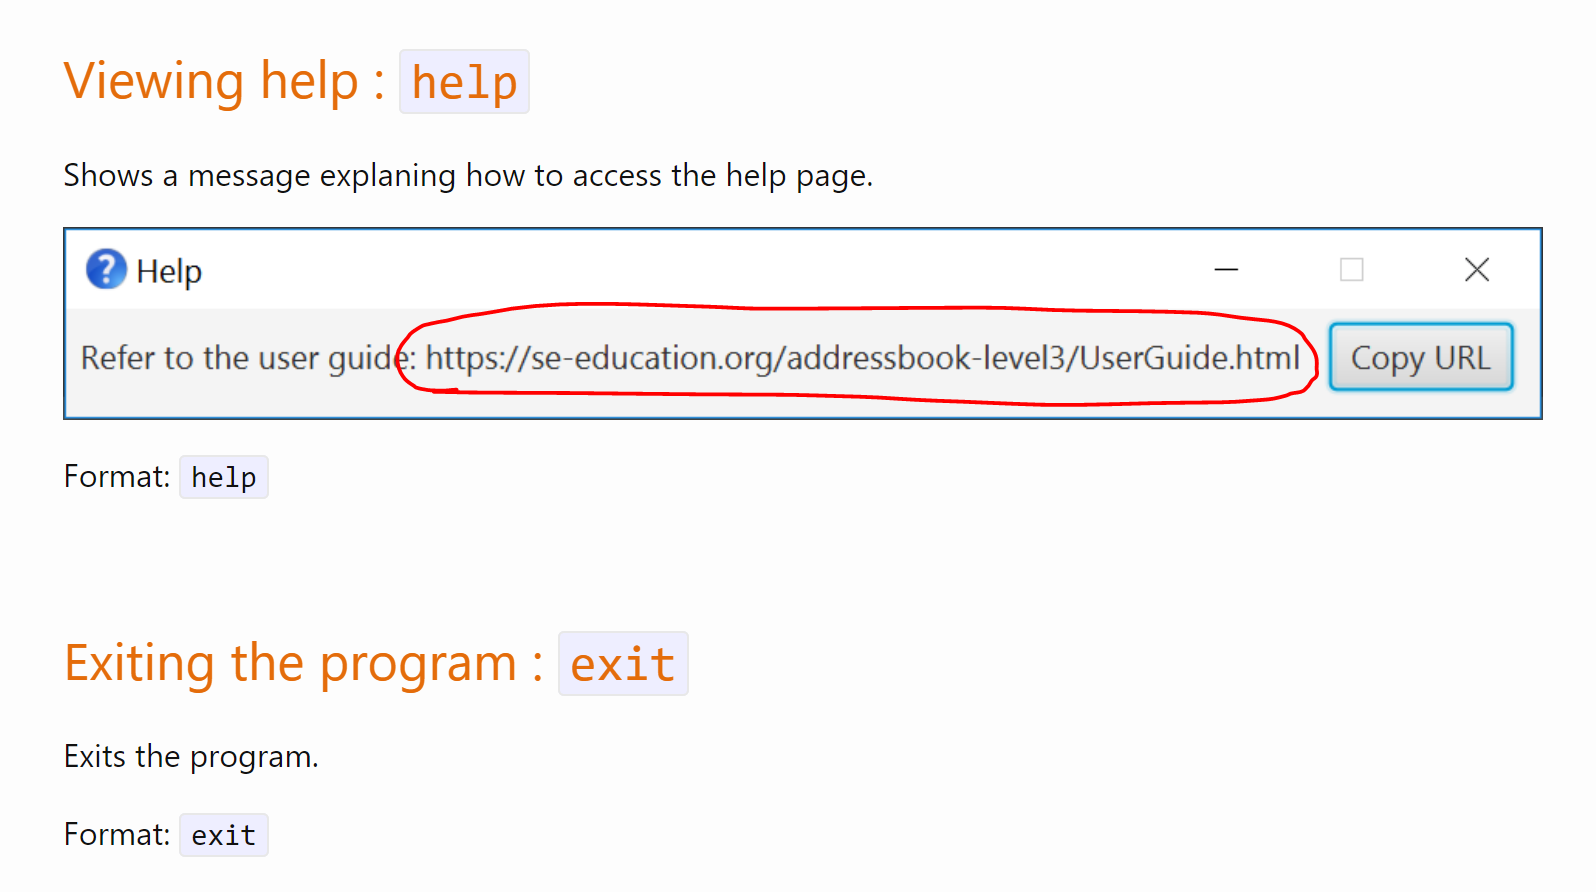 Viewing help : help
Shows a message explaning how to access the help page.
Help
Refer to the user guide: https://se-education.org/addressbook-level3/UserGuide.html Copy URL
Format: help
Exiting the program : exit
Exits the program.
Format: exit